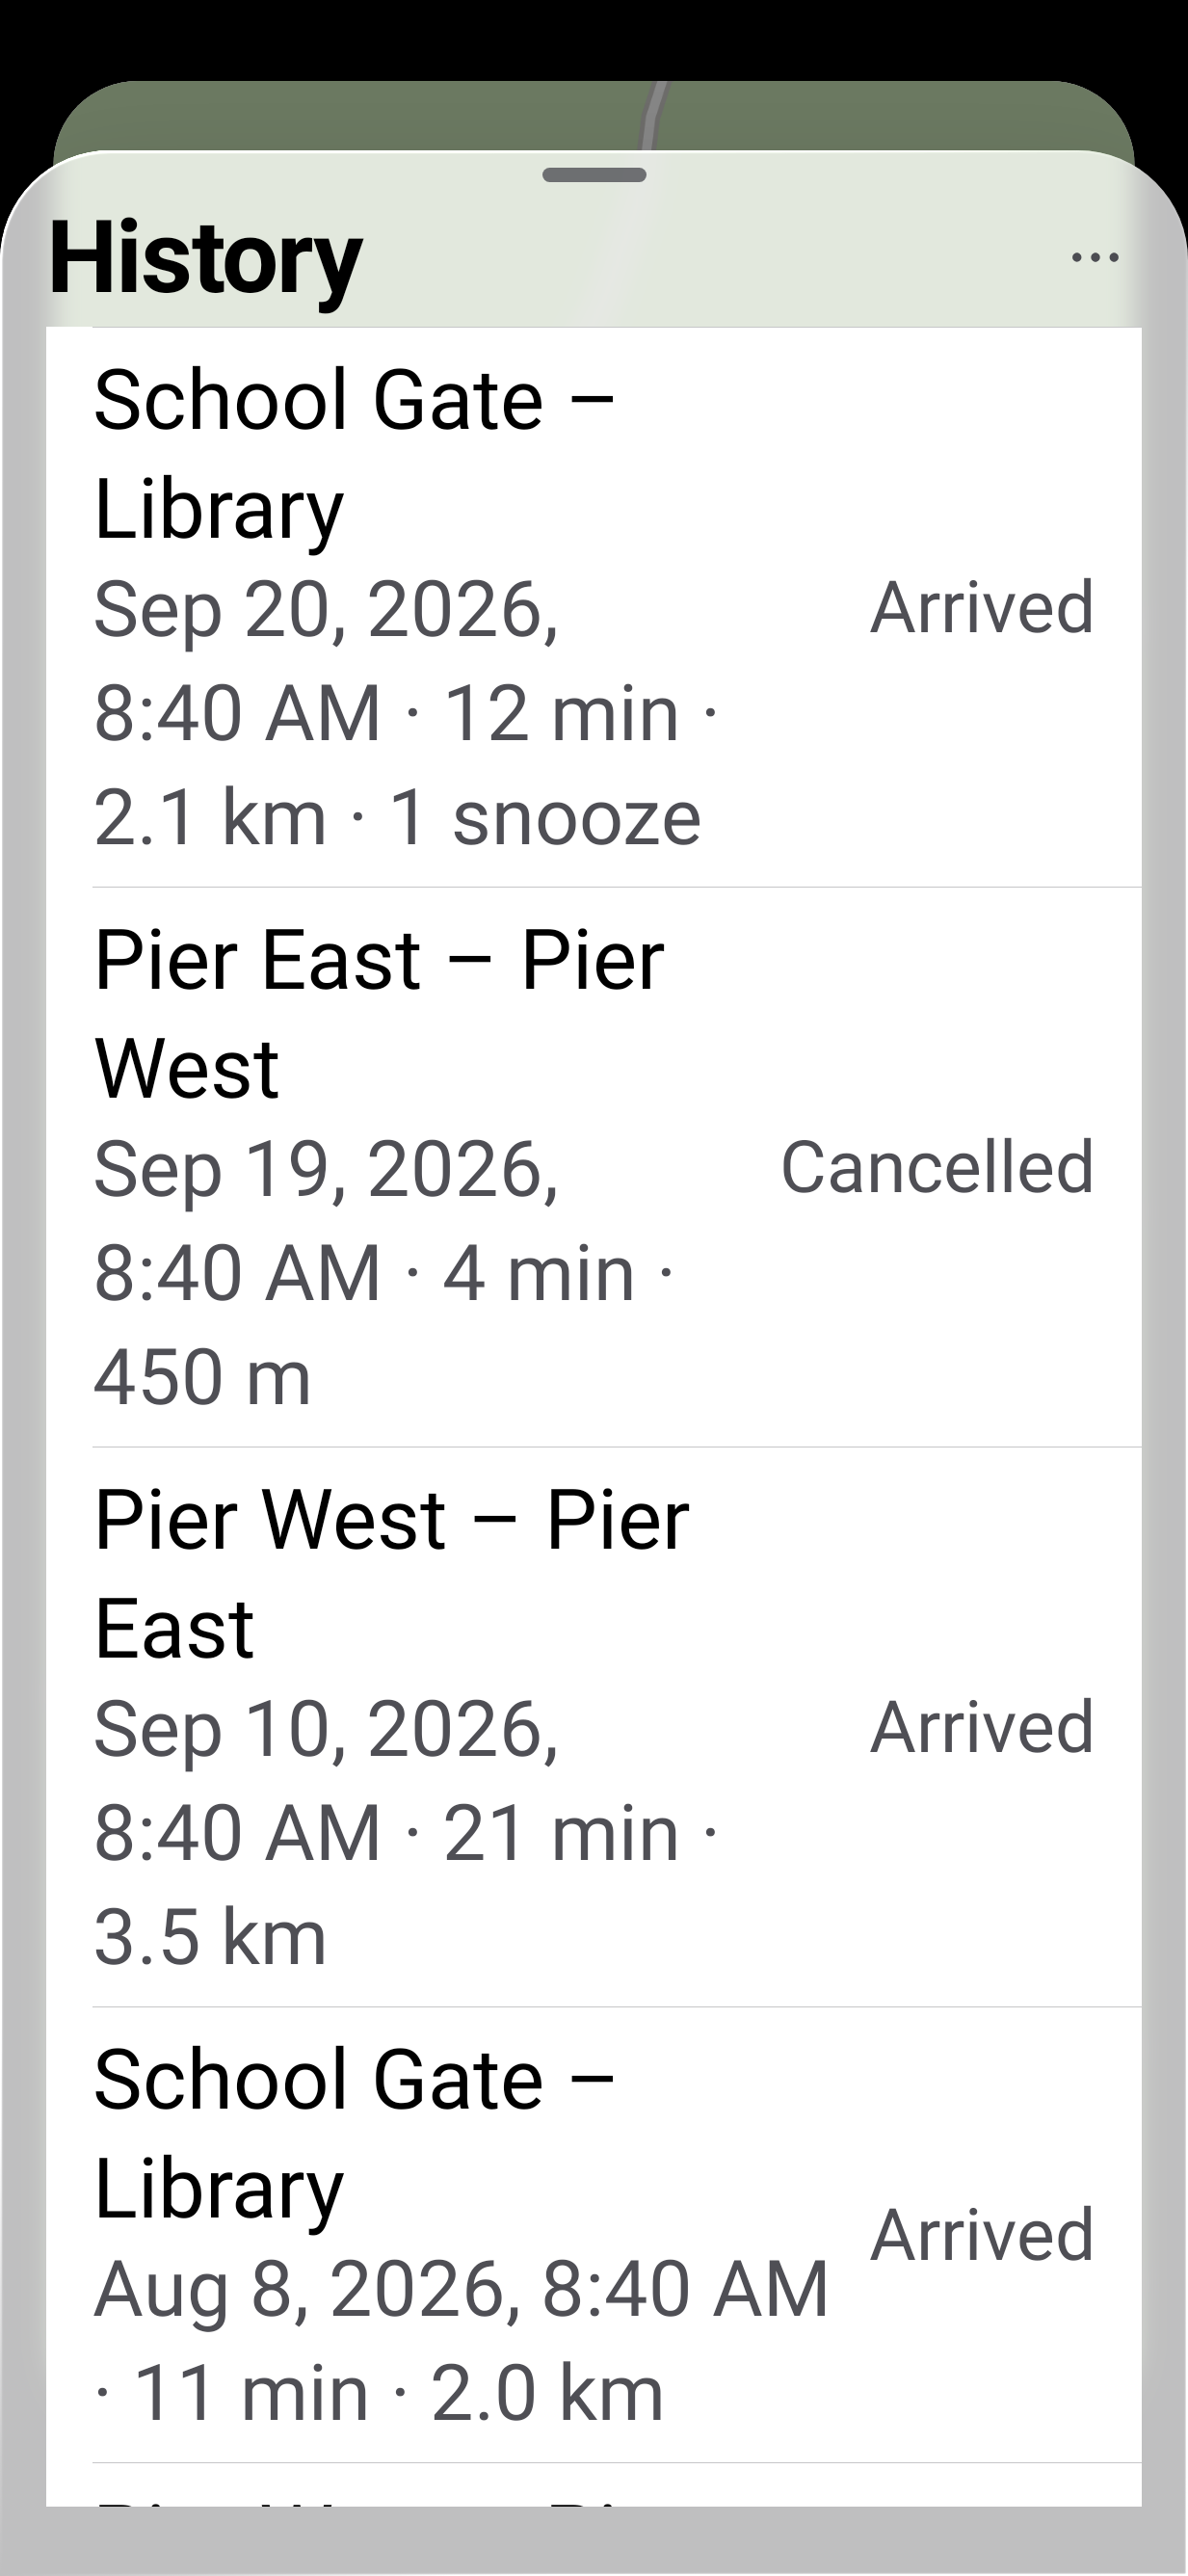 History
School Gate –
Library
Sep 20, 2026,
8:40 AM · 12 min ·
2.1 km · 1 snooze
Arrived
Pier East – Pier
West
Sep 19, 2026,
8:40 AM · 4 min ·
450 m
Cancelled
Pier West – Pier
East
Sep 10, 2026,
8:40 AM · 21 min ·
3.5 km
Arrived
School Gate –
Library
Aug 8, 2026, 8:40 AM
· 11 min · 2.0 km
Arrived